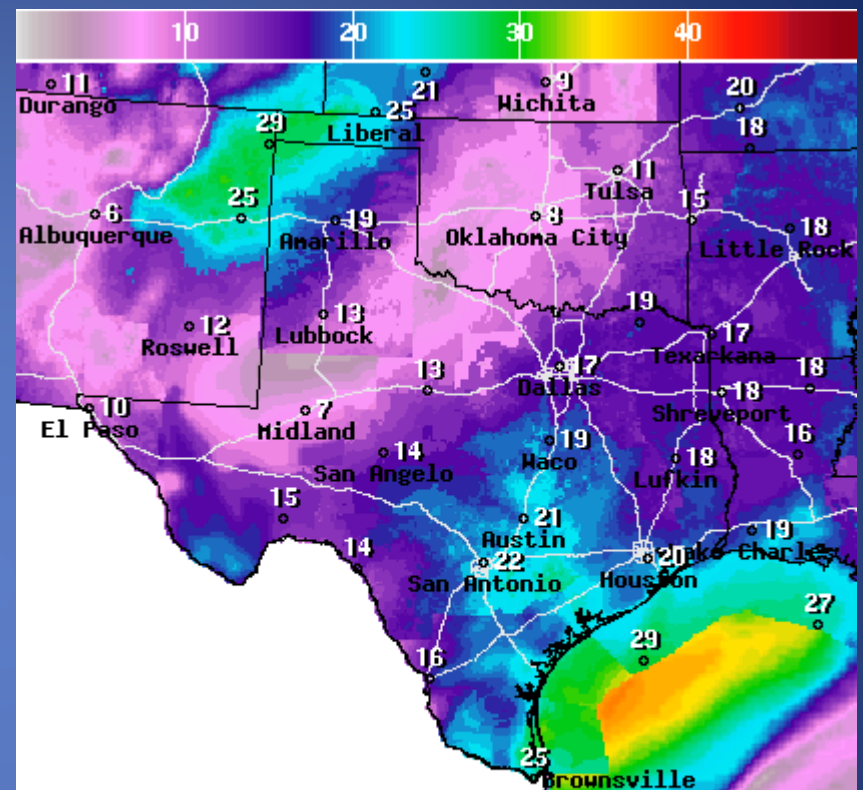 10 20 30 40
11
Durango
21
9
Wichita
20
25
Liberal
29
18
11
Tulsa
6
Albuquerque
25
19
Amarillo
8
Oklahoma City
15
18
Little Rock
12
Roswell
13
Lubbock
19
17
Texarkana
17
Dallas
10
El Paso
7
Midland
13
18
Shreveport
18
14
San Angelo
19
Waco
18
Lufkin
16
15
21
Austin
19
Lake Charles
14
22
San Antonio
20
Houston
27
16
29
25
Brownsville